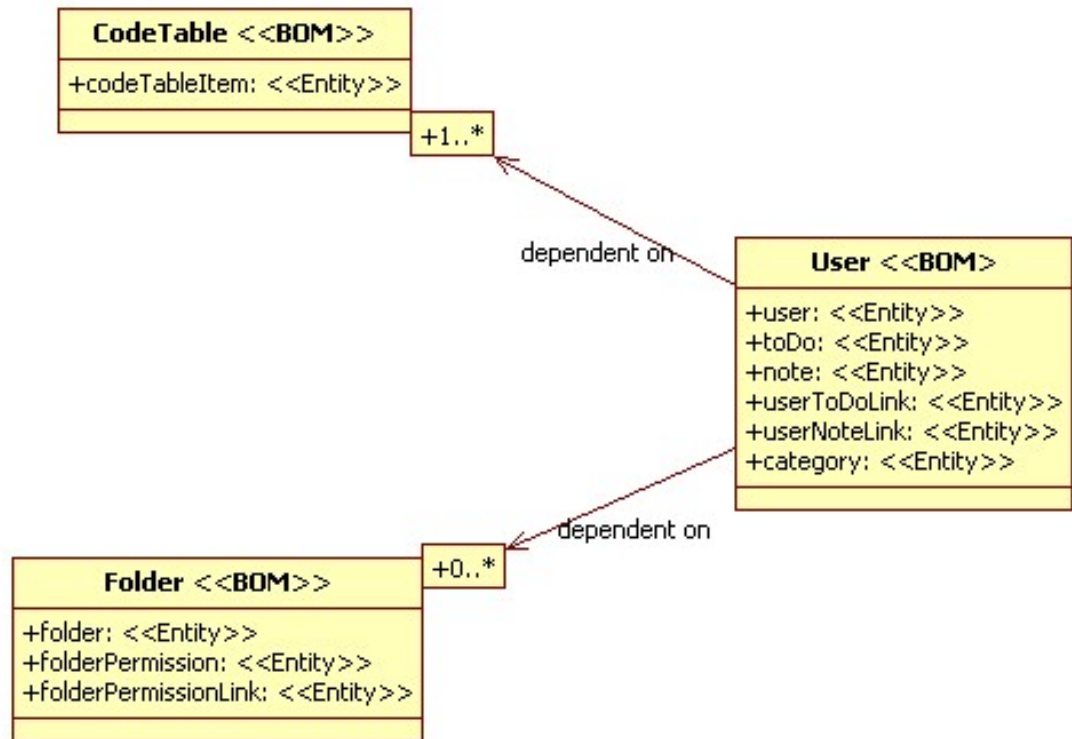 CodeTable <<BOM>>
+codeTableItem: <<Entity>>
+1..*
dependent on
User <<BOM>
+user: <<Entity>>
+toDo: <<Entity>>
+note: <<Entity>>
+userToDoLink: <<Entity>>
+userNoteLink: <<Entity>>
+category: <<Entity>>
dependent on
+0..*
Folder <<BOM>>
+folder: <<Entity>>
+folderPermission: <<Entity>>
+folderPermissionLink: <<Entity>>